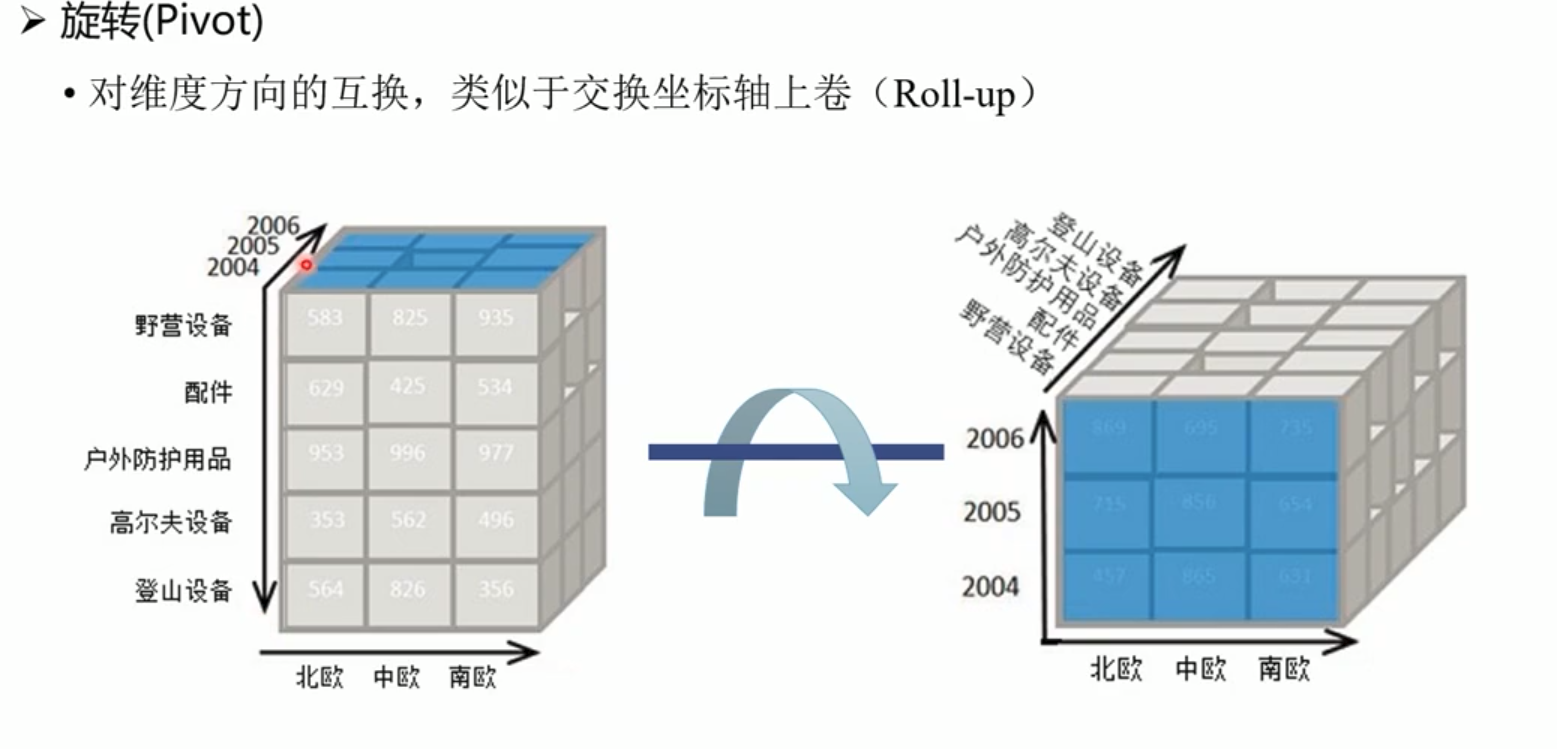 ➢ 旋转(Pivot)
• 对维度方向的互换，类似于交换坐标轴上卷（Roll-up）
2006
2005
2004
野营设备 583 825 935
配件 629 425 534
户外防护用品 953 996 977
高尔夫设备 353 562 496
登山设备 564 826 356
北欧 中欧 南欧
登山设备
高尔夫设备
户外防护用品
配件
野营设备
2006 869 695 735
2005 715 856 654
2004 457 865 631
北欧 中欧 南欧